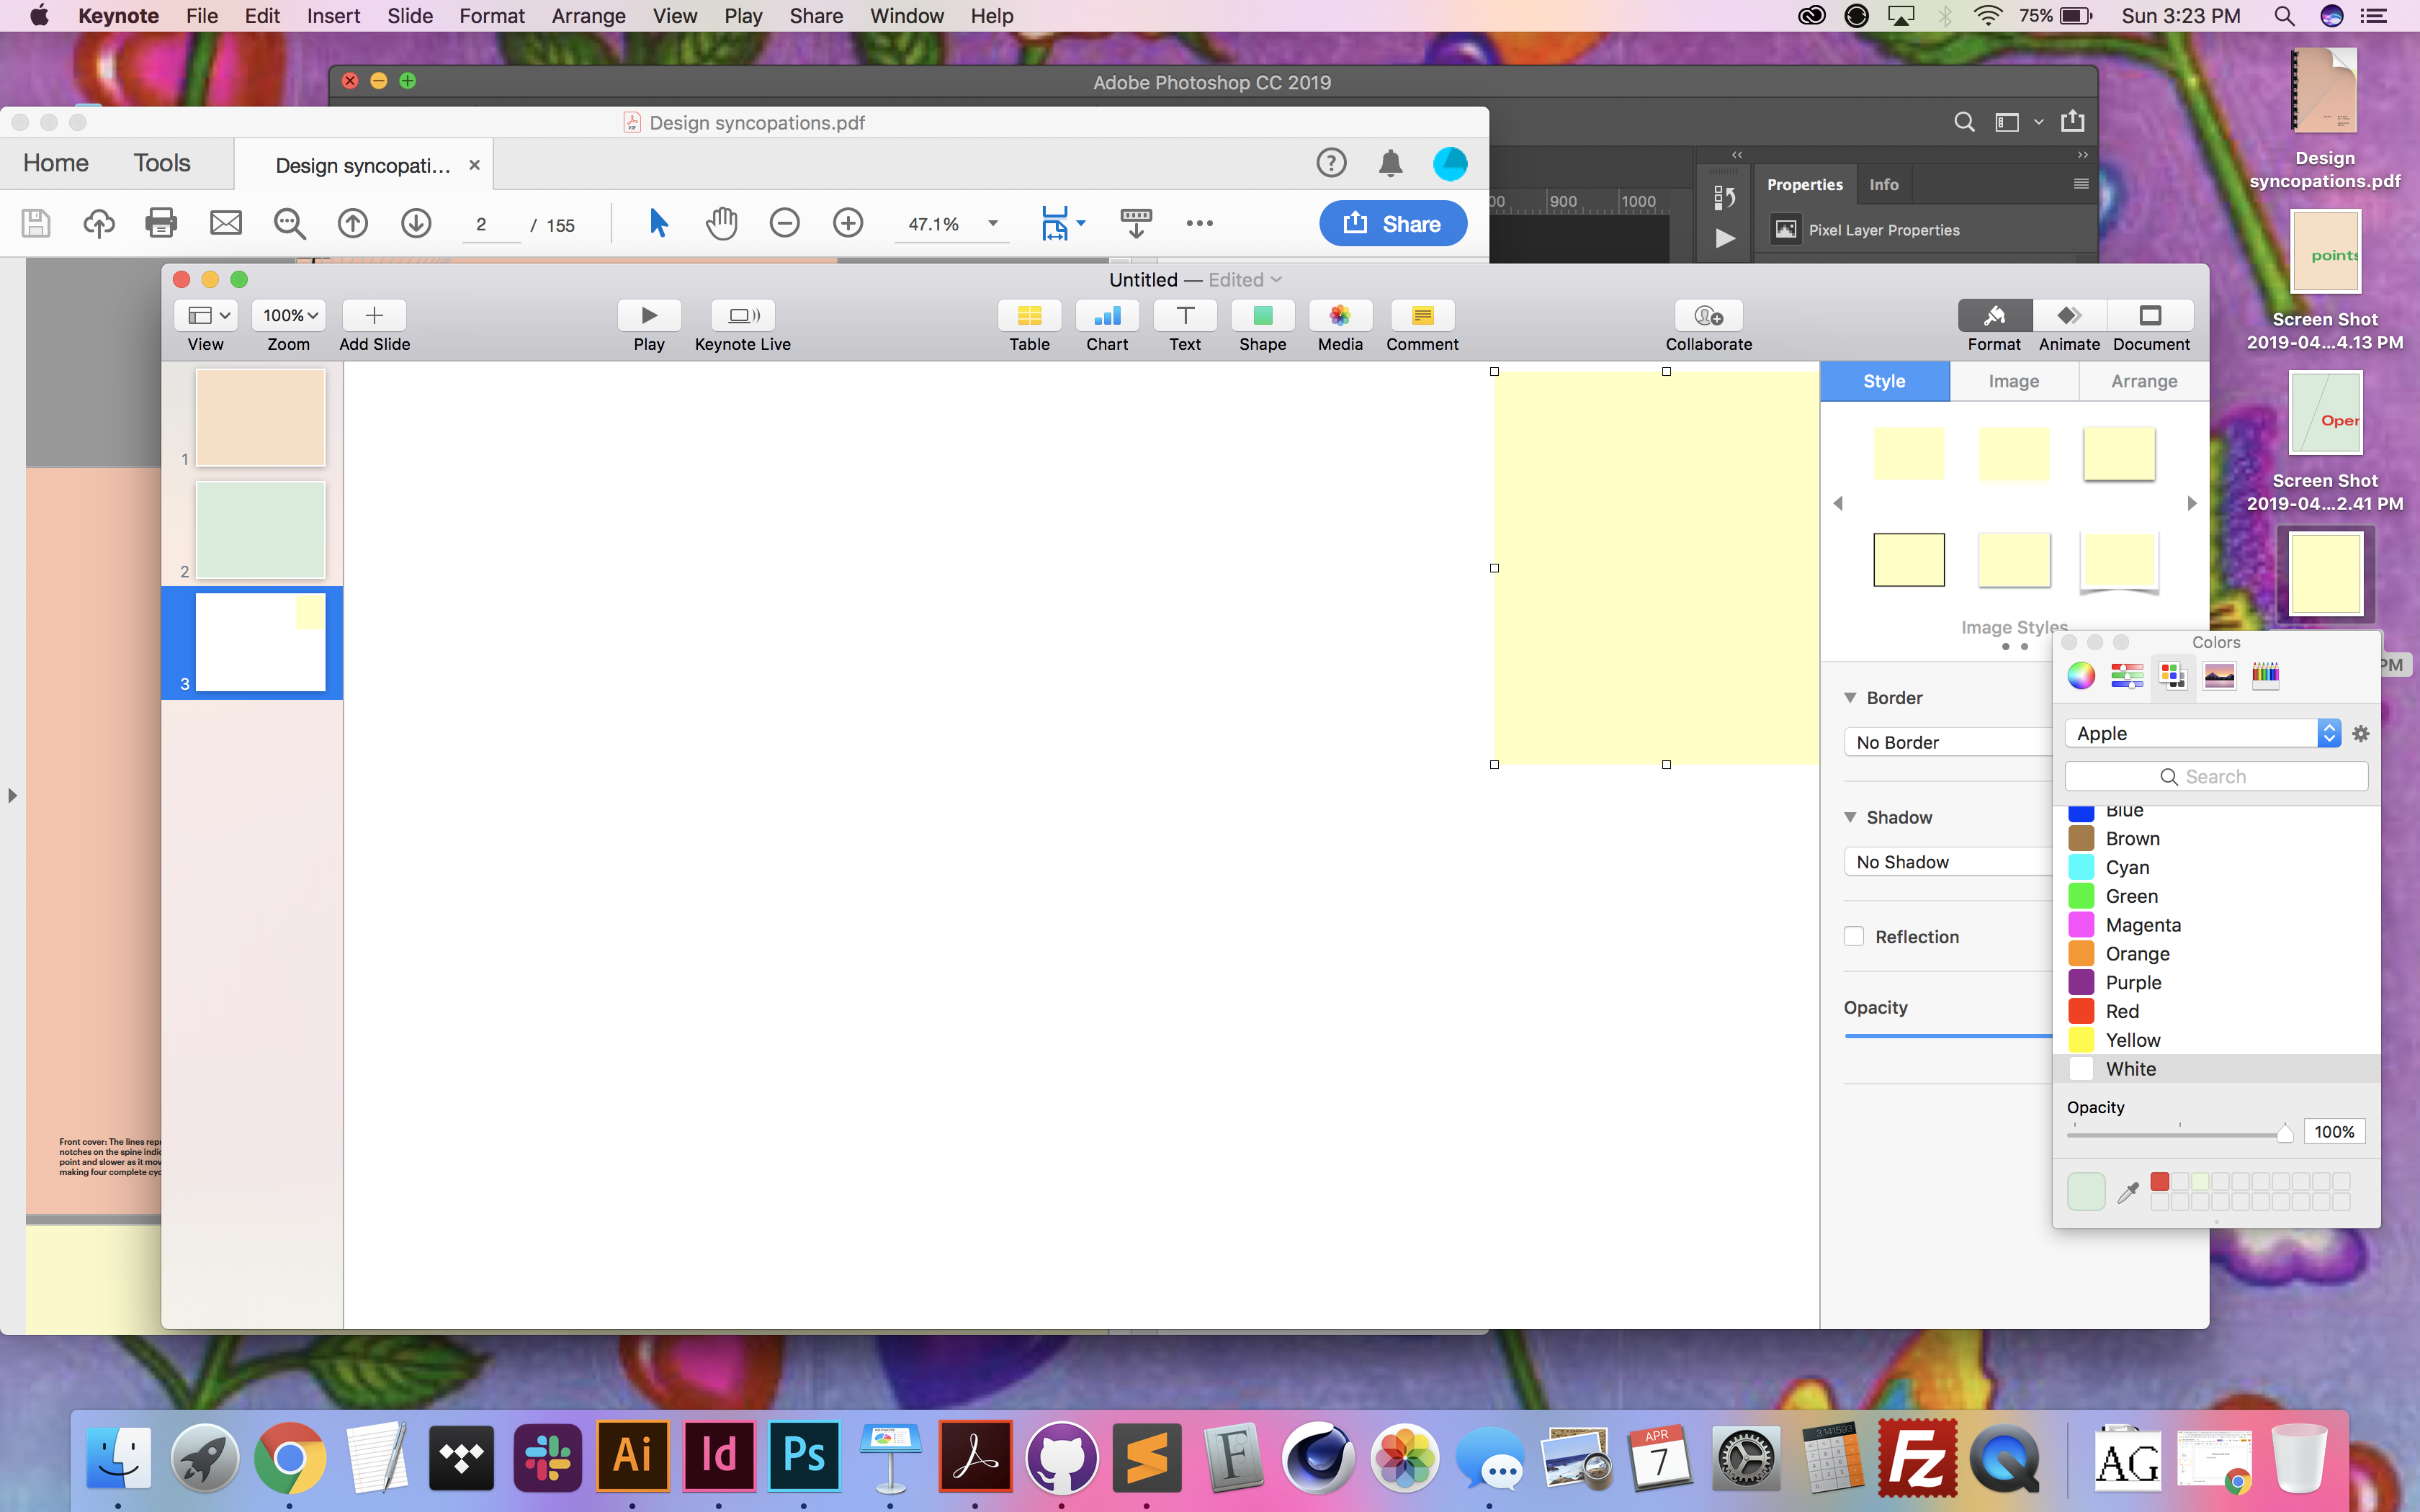 Keynote File Edit Insert Slide Format Arrange View Play Share Window Help
75% Sun 3:23 PM
Adobe Photoshop CC 2019
Design syncopations.pdf
Home Tools Design syncopati...
2 / 155 47.1% Share
900 1000
Properties Info
Pixel Layer Properties
Untitled — Edited
100%
View Zoom Add Slide Play Keynote Live Table Chart Text Shape Media Comment Collaborate Format Animate Document
1
2
3
Style Image Arrange
Image Styles
Border
No Border
Shadow
No Shadow
Reflection
Opacity
Colors
Apple
Search
Blue
Brown
Cyan
Green
Magenta
Orange
Purple
Red
Yellow
White
Opacity
100%
Design
syncopations.pdf
points
Screen Shot
2019-04...4.13 PM
Oper
Screen Shot
2019-04...2.41 PM
PM
Front cover: The lines repr
notches on the spine indic
point and slower as it mov
making four complete cyc
Ai Id Ps
F
APR
7
3.141593
Fz
AG